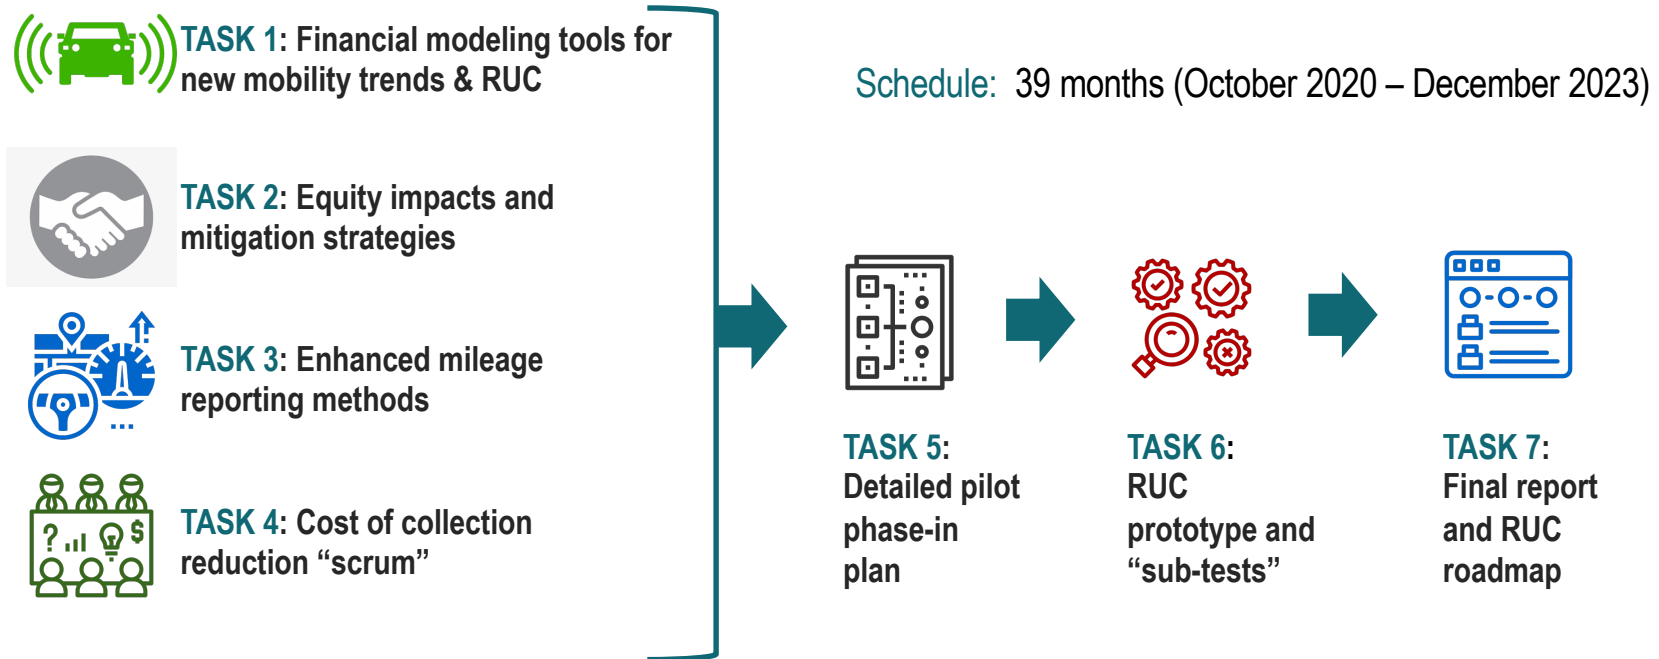 TASK 1: Financial modeling tools for
new mobility trends & RUC
Schedule: 39 months (October 2020 – December 2023)
TASK 2: Equity impacts and
mitigation strategies
TASK 3: Enhanced mileage
reporting methods
TASK 4: Cost of collection
reduction “scrum”
TASK 5:
Detailed pilot
phase-in
plan
TASK 6:
RUC
prototype and
“sub-tests”
TASK 7:
Final report
and RUC
roadmap